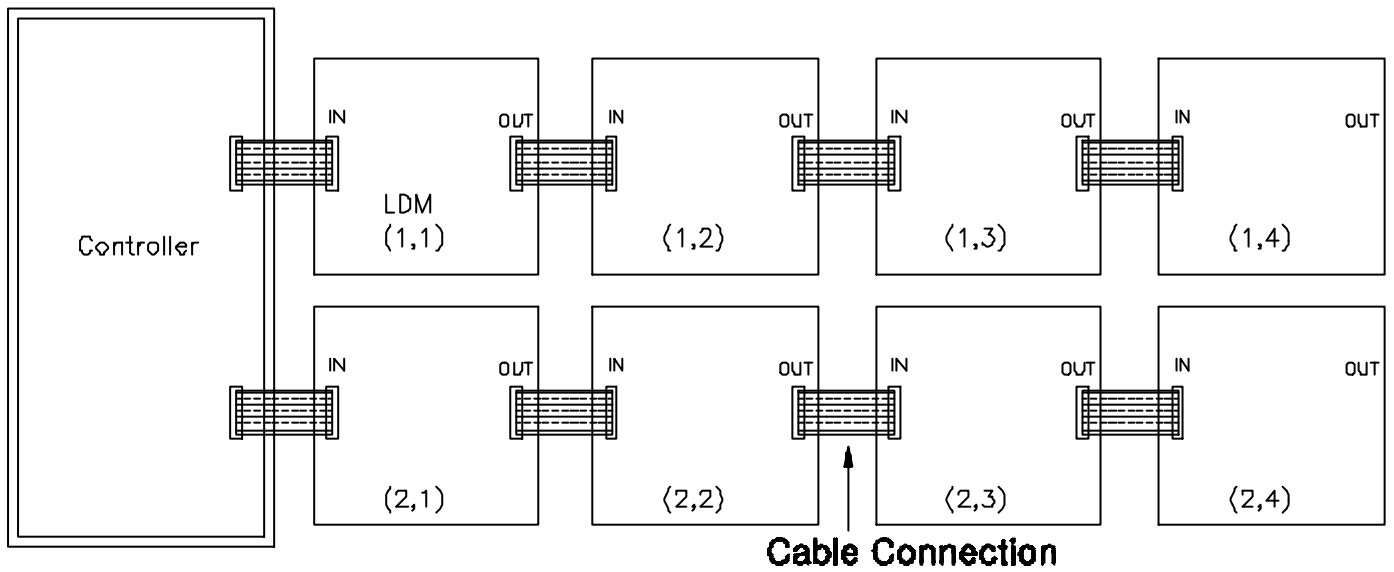 IN OUT IN OUT IN OUT IN OUT
LDM
Controller
(1,1) (1,2) (1,3) (1,4)
IN OUT IN OUT IN OUT IN OUT
(2,1) (2,2) (2,3) (2,4)
Cable Connection